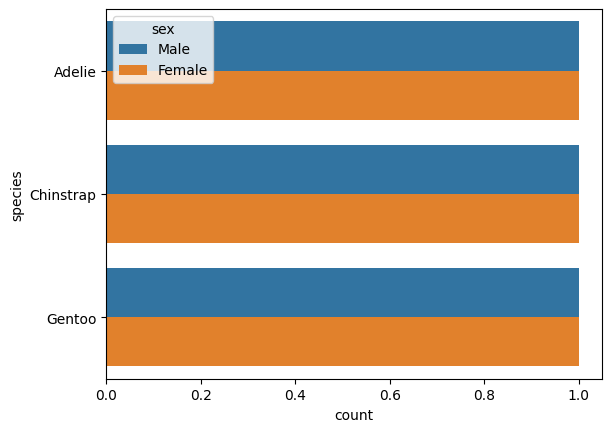 sex
Male
Female
Adelie
Chinstrap
Gentoo
species
0.0 0.2 0.4 0.6 0.8 1.0
count